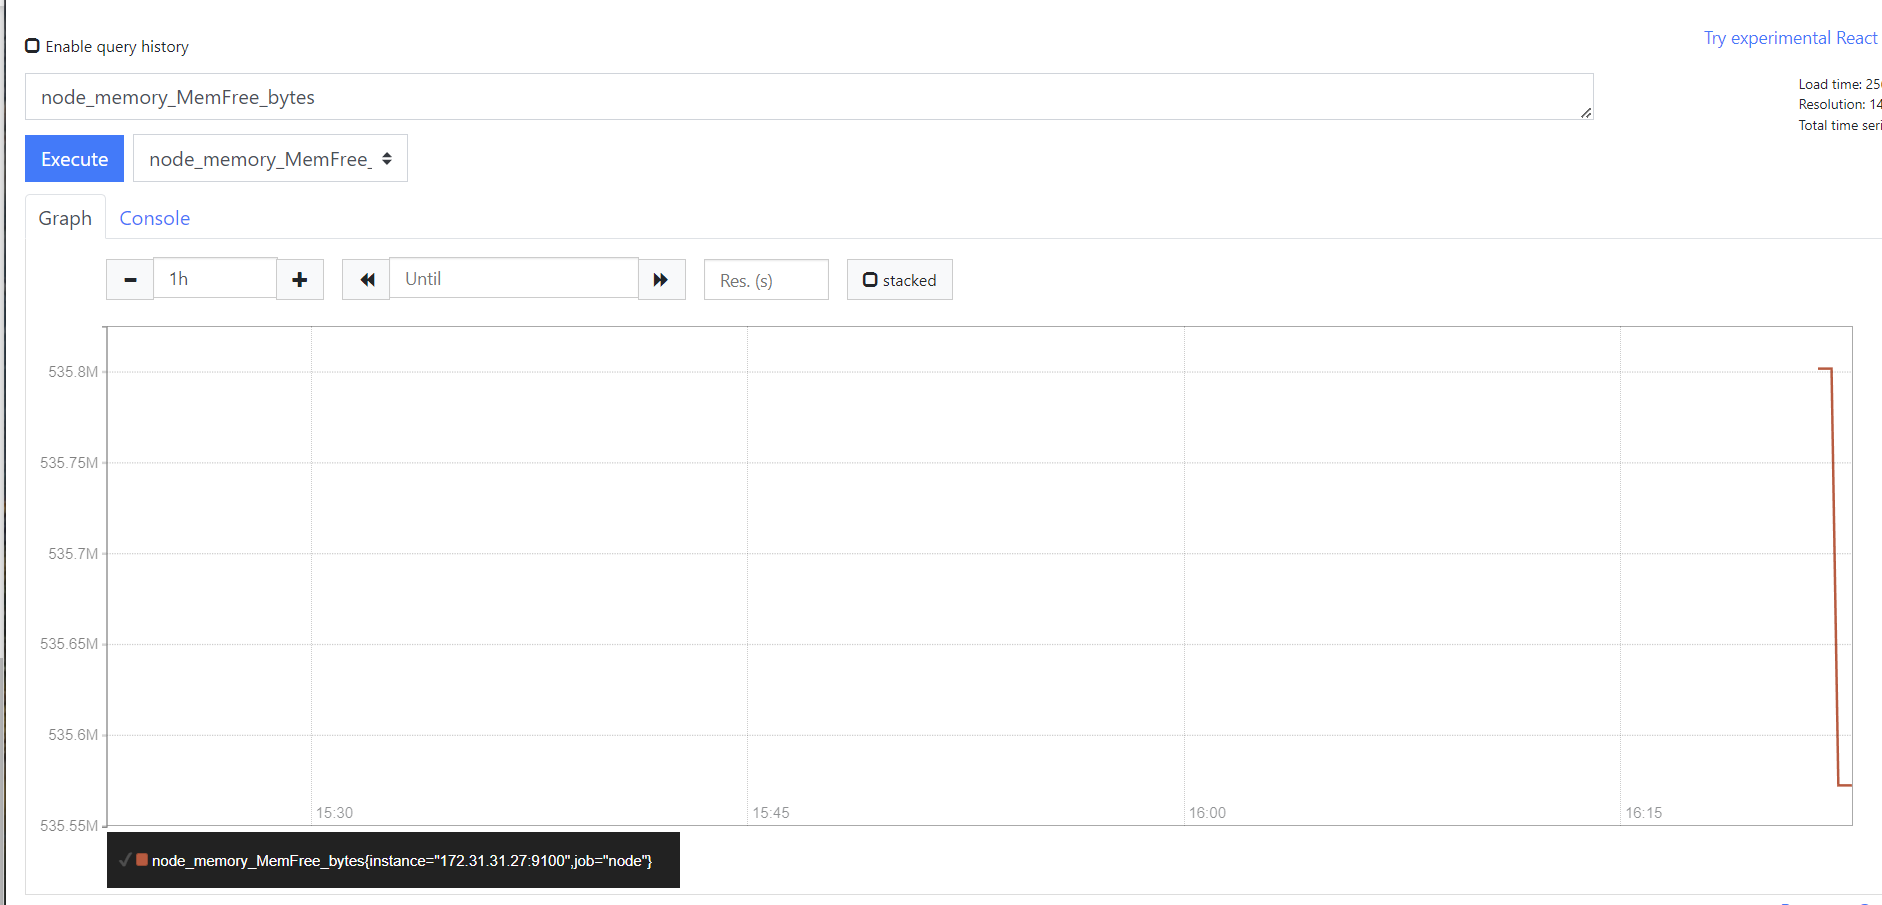 Enable query history
Try experimental React
node_memory_MemFree_bytes
Load time: 25
Resolution: 14
Total time seri
Execute
node_memory_MemFree_
Graph
Console
1h
Until
Res. (s)
stacked
535.8M
535.75M
535.7M
535.65M
535.6M
535.55M
15:30
15:45
16:00
16:15
node_memory_MemFree_bytes{instance="172.31.31.27:9100",job="node"}